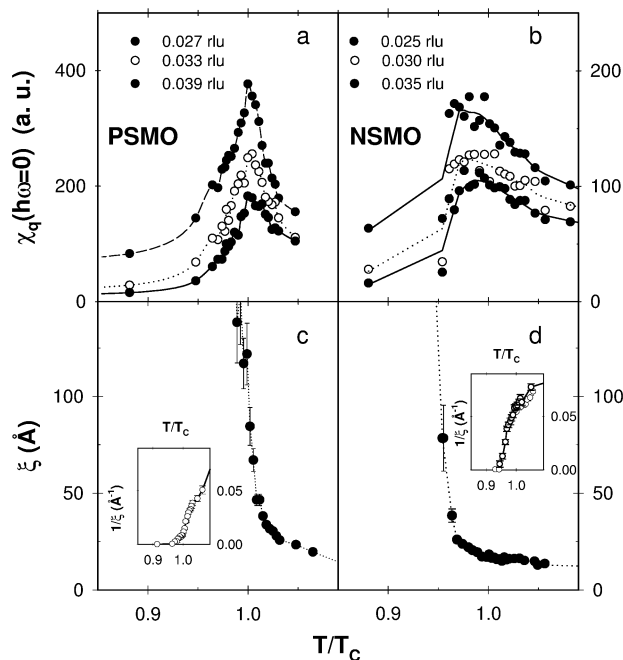 a
0.027 rlu
0.033 rlu
0.039 rlu
PSMO
b
0.025 rlu
0.030 rlu
0.035 rlu
NSMO
χq(ħω=0) (a. u.)
400
200
0
200
100
0
c
T/TC
1/ξ (Å-1)
0.05
0.00
0.9
1.0
d
T/TC
1/ξ (Å-1)
0.05
0.00
0.9
1.0
ξ (Å)
100
50
0
100
50
0
0.9
1.0
0.9
1.0
T/TC